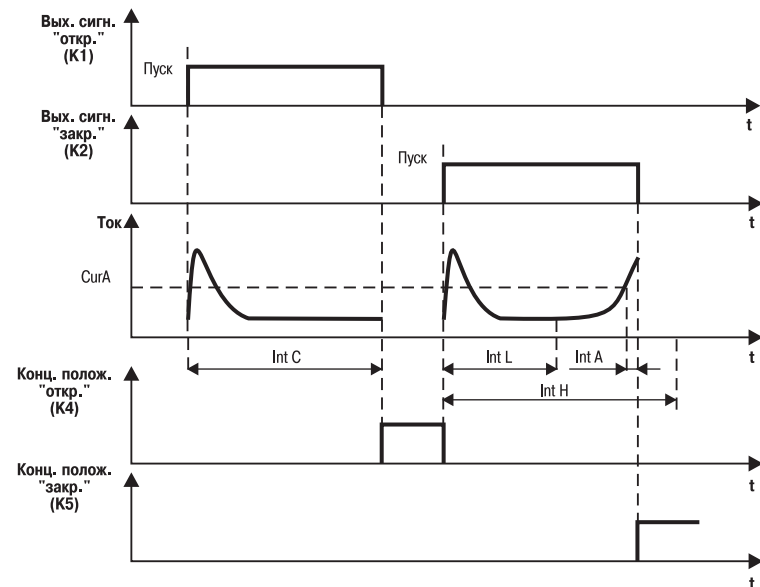 Вых. сигн.
"откр."
(K1)
Пуск
t
Вых. сигн.
"закр."
(K2)
Пуск
t
Ток
CurA
t
Int C
Int L
Int A
Int H
Конц. полож.
"откр."
(K4)
t
Конц. полож.
"закр."
(K5)
t